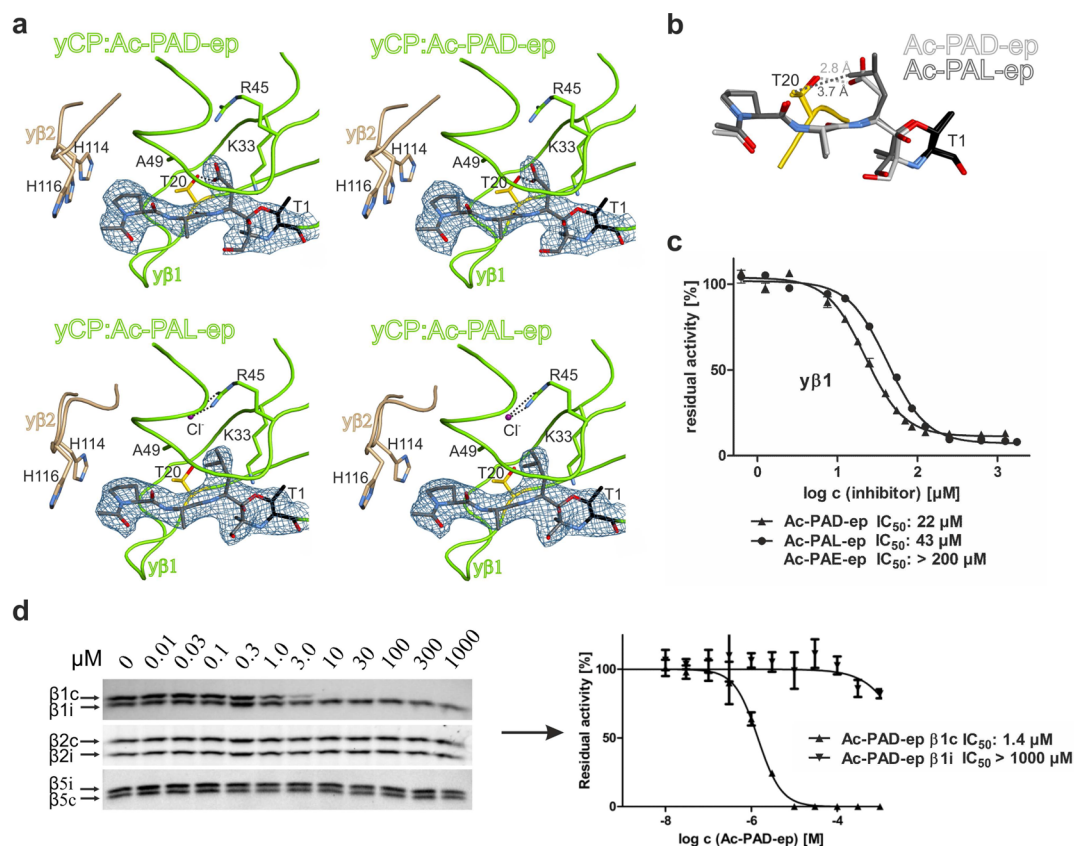 a
yCP:Ac-PAD-ep
yCP:Ac-PAD-ep
R45
R45
yβ2
yβ2
H114
K33
H114
K33
A49
A49
H116
T20
H116
T20
T1
T1
yβ1
yβ1
yCP:Ac-PAL-ep
yCP:Ac-PAL-ep
R45
R45
yβ2
yβ2
Cl-
Cl-
H114
K33
H114
K33
A49
A49
H116
T20
H116
T20
T1
T1
yβ1
yβ1
b
Ac-PAD-ep
Ac-PAL-ep
T20
2.8 Å
3.7 Å
T1
c
residual activity [%]
100
50
0
yβ1
0 1 2 3
log c (inhibitor) [µM]
Ac-PAD-ep IC50: 22 µM
Ac-PAL-ep IC50: 43 µM
Ac-PAE-ep IC50: > 200 µM
d
µM 0 0.01 0.03 0.1 0.3 1.0 3.0 10 30 100 300 1000
β1c
β1i
β2c
β2i
β5i
β5c
Residual activity [%]
100
50
0
-8 -6 -4
log c (Ac-PAD-ep) [M]
Ac-PAD-ep β1c IC50: 1.4 µM
Ac-PAD-ep β1i IC50 > 1000 µM